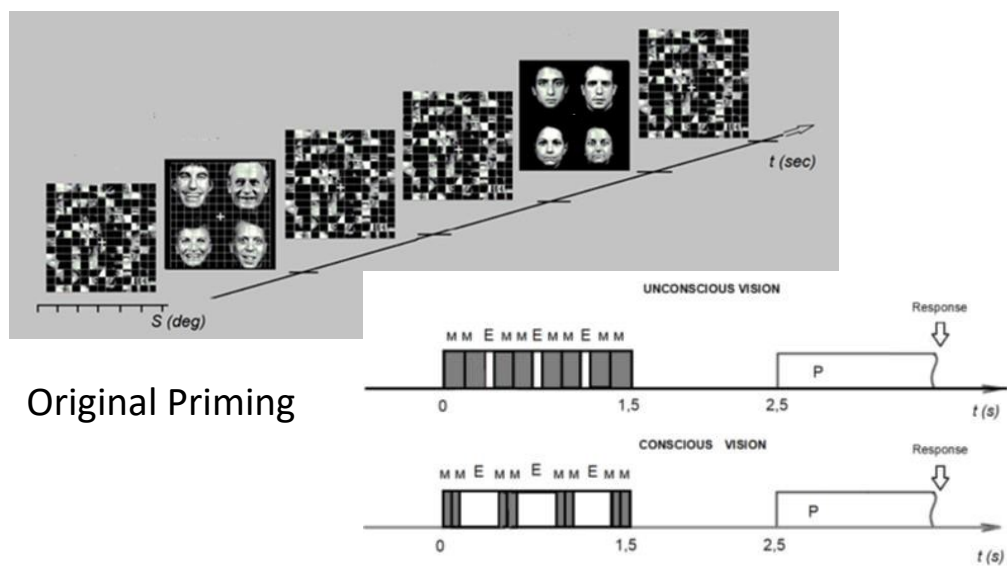 t (sec)
S (deg)
UNCONSCIOUS VISION
Response
M M E M M E M M E M M
P
0 1,5 2,5 t (s)
Original Priming
CONSCIOUS VISION
Response
M M E M M E M M E M M
P
0 1,5 2,5 t (s)